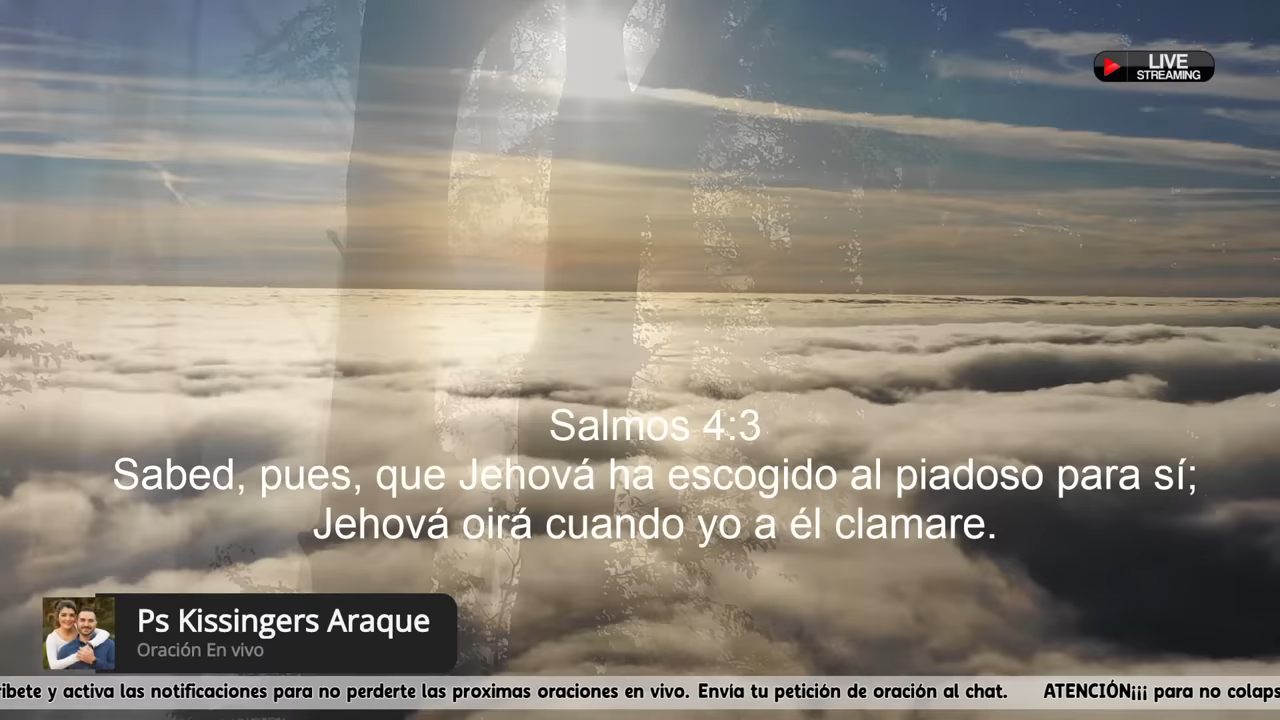 LIVE
STREAMING
Salmos 4:3
Sabed, pues, que Jehová ha escogido al piadoso para sí;
Jehová oirá cuando yo a él clamare.
Ps Kissingers Araque
Oración En vivo
ribete y activa las notificaciones para no perderte las proximas oraciones en vivo. Envía tu petición de oración al chat. ATENCIÓN¡¡¡ para no colaps